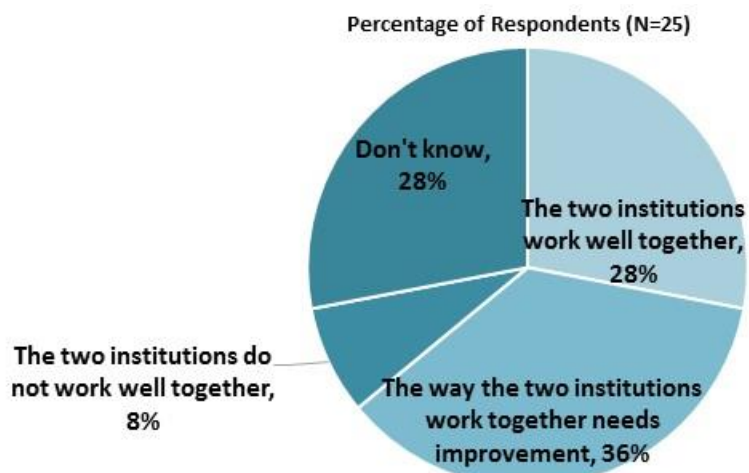 Percentage of Respondents (N=25)
Don't know,
28%
The two institutions
work well together,
28%
The two institutions do
not work well together,
8%
The way the two institutions
work together needs
improvement, 36%